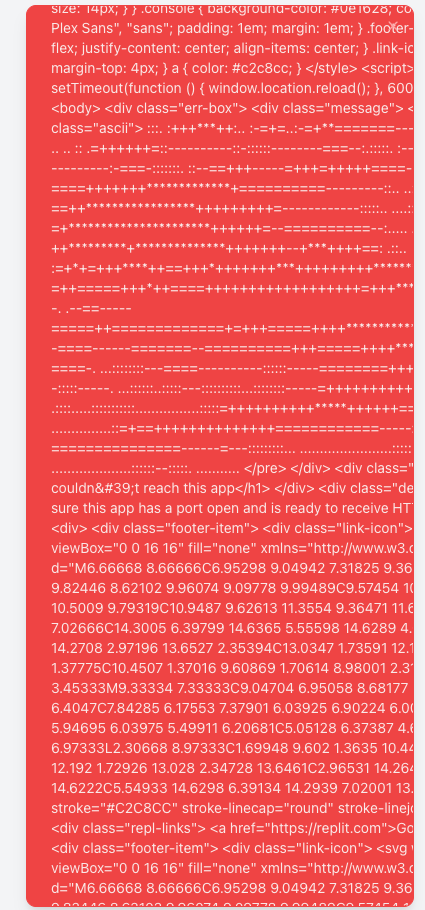 size: 14px; } } .console { background-color: #0e1628; co
Plex Sans", "sans"; padding: 1em; margin: 1em; } .footer-
flex; justify-content: center; align-items: center; } .link-ic
margin-top: 4px; } a { color: #c2c8cc; } </style> <script>
setTimeout(function () { window.location.reload(); }, 600
<body> <div class="err-box"> <div class="message"> <
class="ascii"> :::. :+++***++:.. :-=+=..:-=+**=======---
.. .. :: .=++++++=::----------::-::::::--------===--:.:::::. :--
---------:-===-:::::::. ::--==+++-----=+++=+++++====-
====+++++++*************+==========---------::.. ...
==++*****************+++++++++=------------:::::.. ....::
=+**********************++++++=--==========--:..... .
++*********+**************+++++++--+***++++==: .::..
:=+*+=+++****++==+++*+++++++***+++++++++******
=++=====+++*++====++++++++++++++++++=+++***
-. .--==-----
=====++=============+=+++=====++++**********
-====------=======--==========+++=====++++***
====-. ...::::::::---====----------::::::-----========+++
-:::::-----. ...::::::..:::::---::::::::::...::::::::-----=++++++++++
.::::.....:::::::::::..................:::::=++++++++++*****++++++==
.................::=+==++++++++++++++===========-----
===============------=---:::::::::... .........................:::::
......................::::::--:::::. ........... </pre> </div> <div class="
couldn&#39;t reach this app</h1> </div> <div class="de
sure this app has a port open and is ready to receive HTT
<div> <div class="footer-item"> <div class="link-icon">
viewBox="0 0 16 16" fill="none" xmlns="http://www.w3.o
d="M6.66668 8.66666C6.95298 9.04942 7.31825 9.36
9.82446 8.62102 9.96074 9.09778 9.99489C9.57454 10
10.5009 9.79319C10.9487 9.62613 11.3554 9.36471 11.6
7.02666C14.3005 6.39799 14.6365 5.55598 14.6289 4.
14.2708 2.97196 13.6527 2.35394C13.0347 1.73591 12.1
1.37775C10.4507 1.37016 9.60869 1.70614 8.98001 2.31
3.45333M9.33334 7.33333C9.04704 6.95058 8.68177
6.4047C7.84285 6.17553 7.37901 6.03925 6.90224 6.00
5.94695 6.03975 5.49911 6.20681C5.05128 6.37387 4.6
6.97333L2.30668 8.97333C1.69948 9.602 1.3635 10.44
12.192 1.72926 13.028 2.34728 13.6461C2.96531 14.264
14.6222C5.54933 14.6298 6.39134 14.2939 7.02001 13.
stroke="#C2C8CC" stroke-linecap="round" stroke-linejo
<div class="repl-links"> <a href="https://replit.com">Go
<div class="footer-item"> <div class="link-icon"> <svg w
viewBox="0 0 16 16" fill="none" xmlns="http://www.w3.o
d="M6.66668 8.66666C6.95298 9.04942 7.31825 9.36